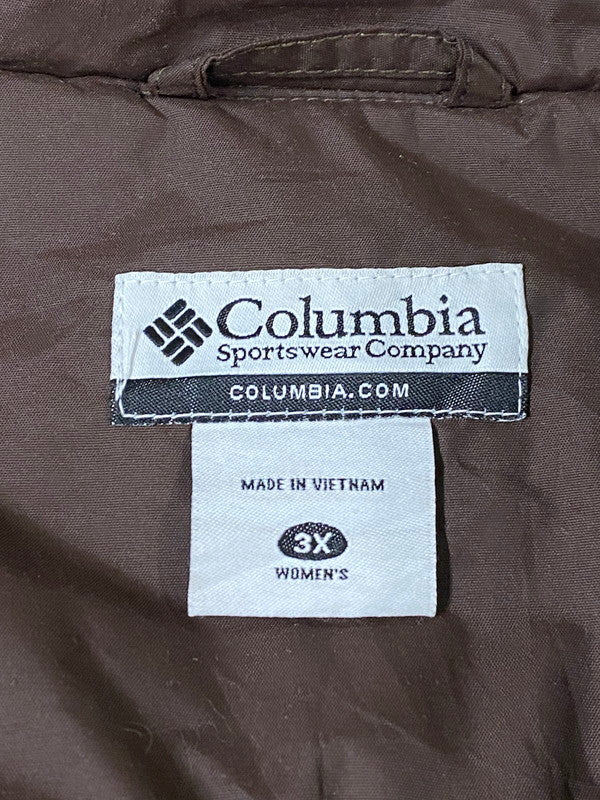 Columbia
Sportswear Company
COLUMBIA.COM
MADE IN VIETNAM
3X
WOMEN'S